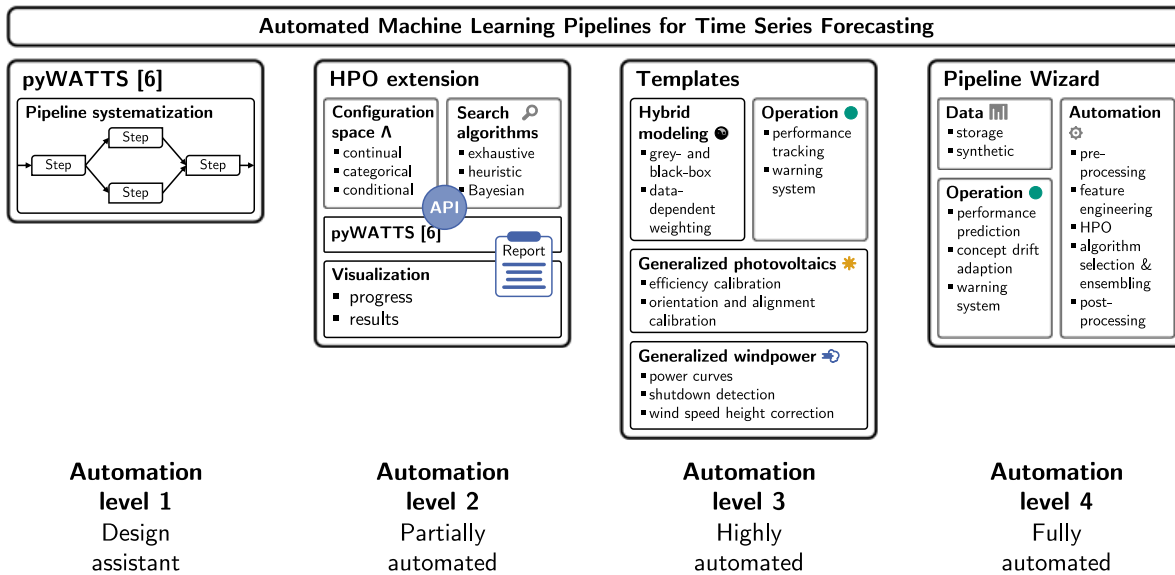 Automated Machine Learning Pipelines for Time Series Forecasting
pyWATTS [6]
Pipeline systematization
Step
Step
Step
Step
HPO extension
Configuration
space Λ
▪ continual
▪ categorical
▪ conditional
Search
algorithms
▪ exhaustive
▪ heuristic
▪ Bayesian
API
pyWATTS [6]
Report
Visualization
▪ progress
▪ results
Templates
Hybrid
modeling
▪ grey- and
black-box
▪ data-
dependent
weighting
Operation
▪ performance
tracking
▪ warning
system
Generalized photovoltaics
▪ efficiency calibration
▪ orientation and alignment
calibration
Generalized windpower
▪ power curves
▪ shutdown detection
▪ wind speed height correction
Pipeline Wizard
Data
▪ storage
▪ synthetic
Operation
▪ performance
prediction
▪ concept drift
adaption
▪ warning
system
Automation
▪ pre-
processing
▪ feature
engineering
▪ HPO
▪ algorithm
selection &
ensembling
▪ post-
processing
Automation
level 1
Design
assistant
Automation
level 2
Partially
automated
Automation
level 3
Highly
automated
Automation
level 4
Fully
automated